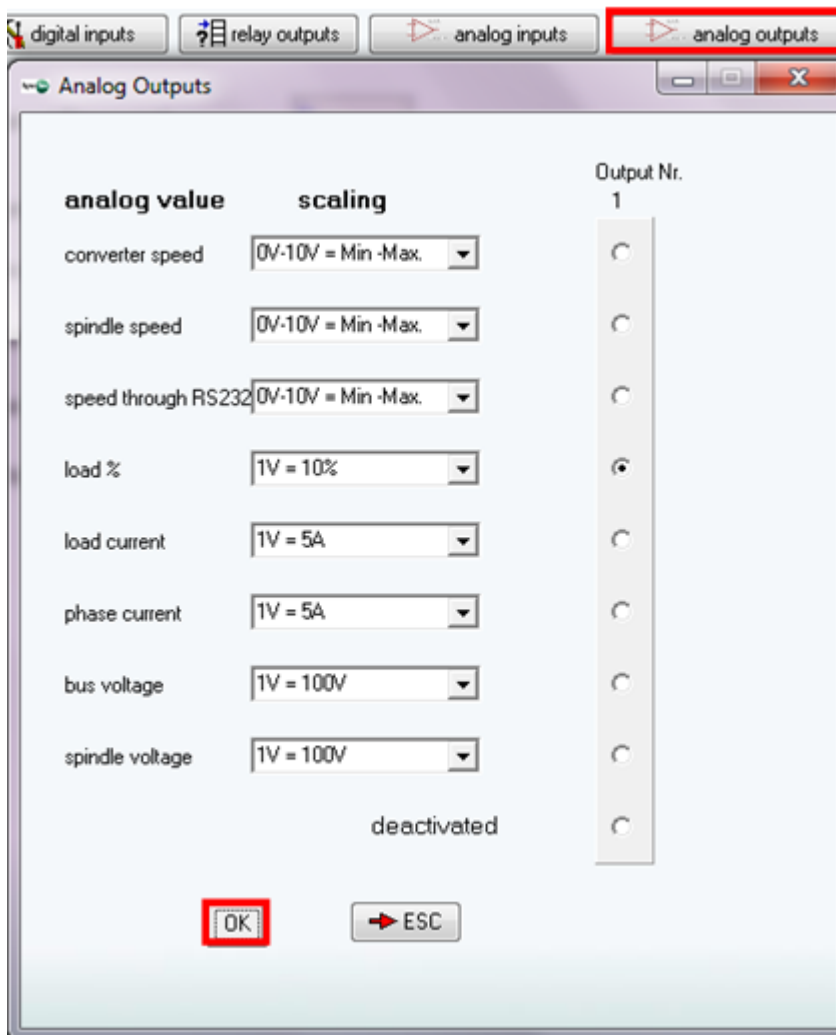 digital inputs relay outputs analog inputs analog outputs
Analog Outputs
Output Nr.
analog value scaling 1
converter speed 0V-10V = Min -Max.
spindle speed 0V-10V = Min -Max.
speed through RS232 0V-10V = Min -Max.
load % 1V = 10%
load current 1V = 5A
phase current 1V = 5A
bus voltage 1V = 100V
spindle voltage 1V = 100V
deactivated
OK ESC